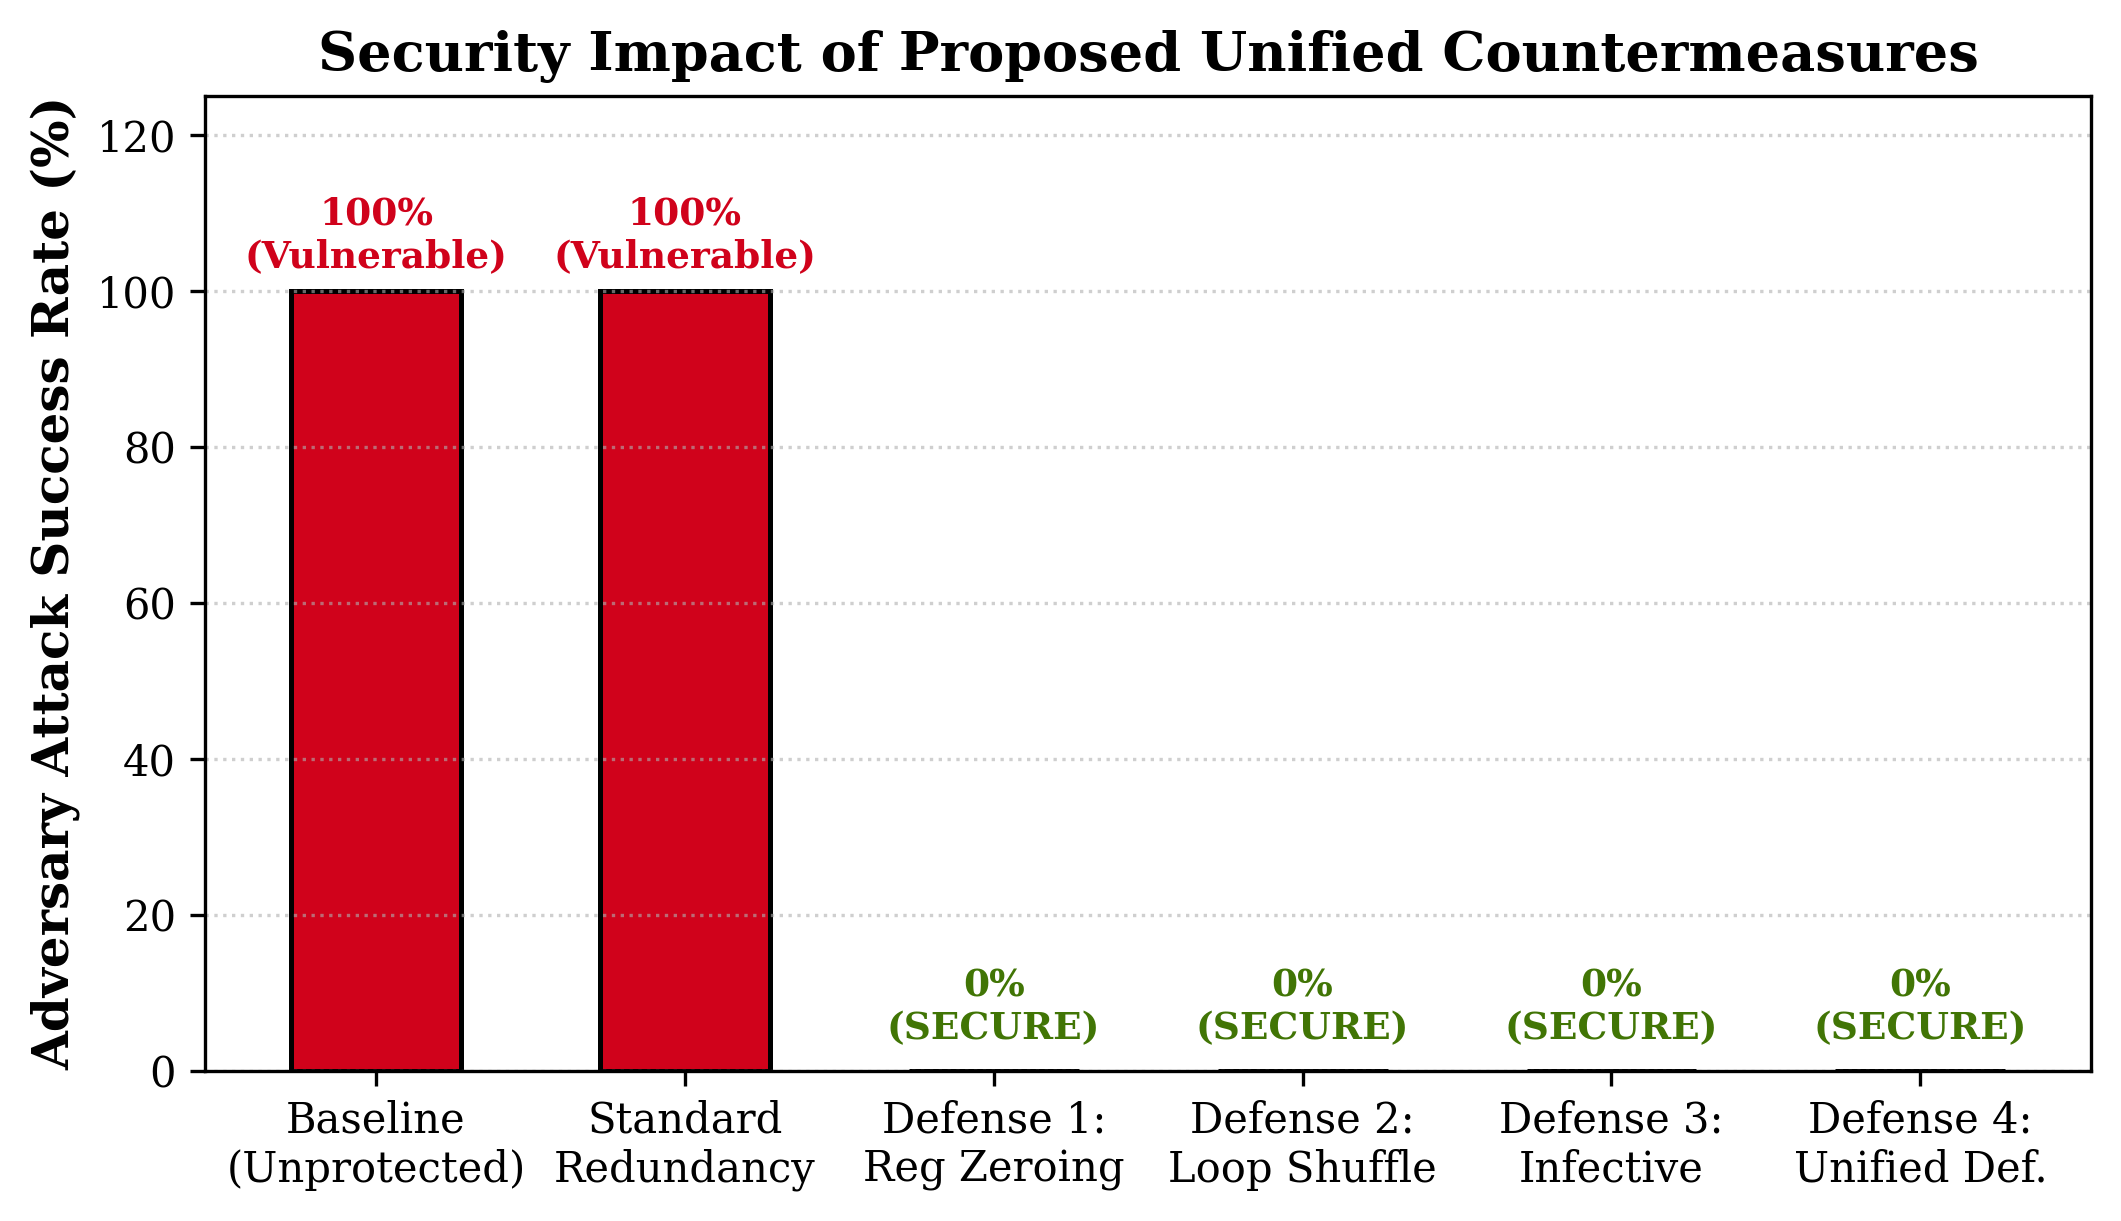 Security Impact of Proposed Unified Countermeasures
Adversary Attack Success Rate (%)
120
100
80
60
40
20
0
100%
(Vulnerable)
100%
(Vulnerable)
0%
(SECURE)
0%
(SECURE)
0%
(SECURE)
0%
(SECURE)
Baseline
(Unprotected)
Standard
Redundancy
Defense 1:
Reg Zeroing
Defense 2:
Loop Shuffle
Defense 3:
Infective
Defense 4:
Unified Def.